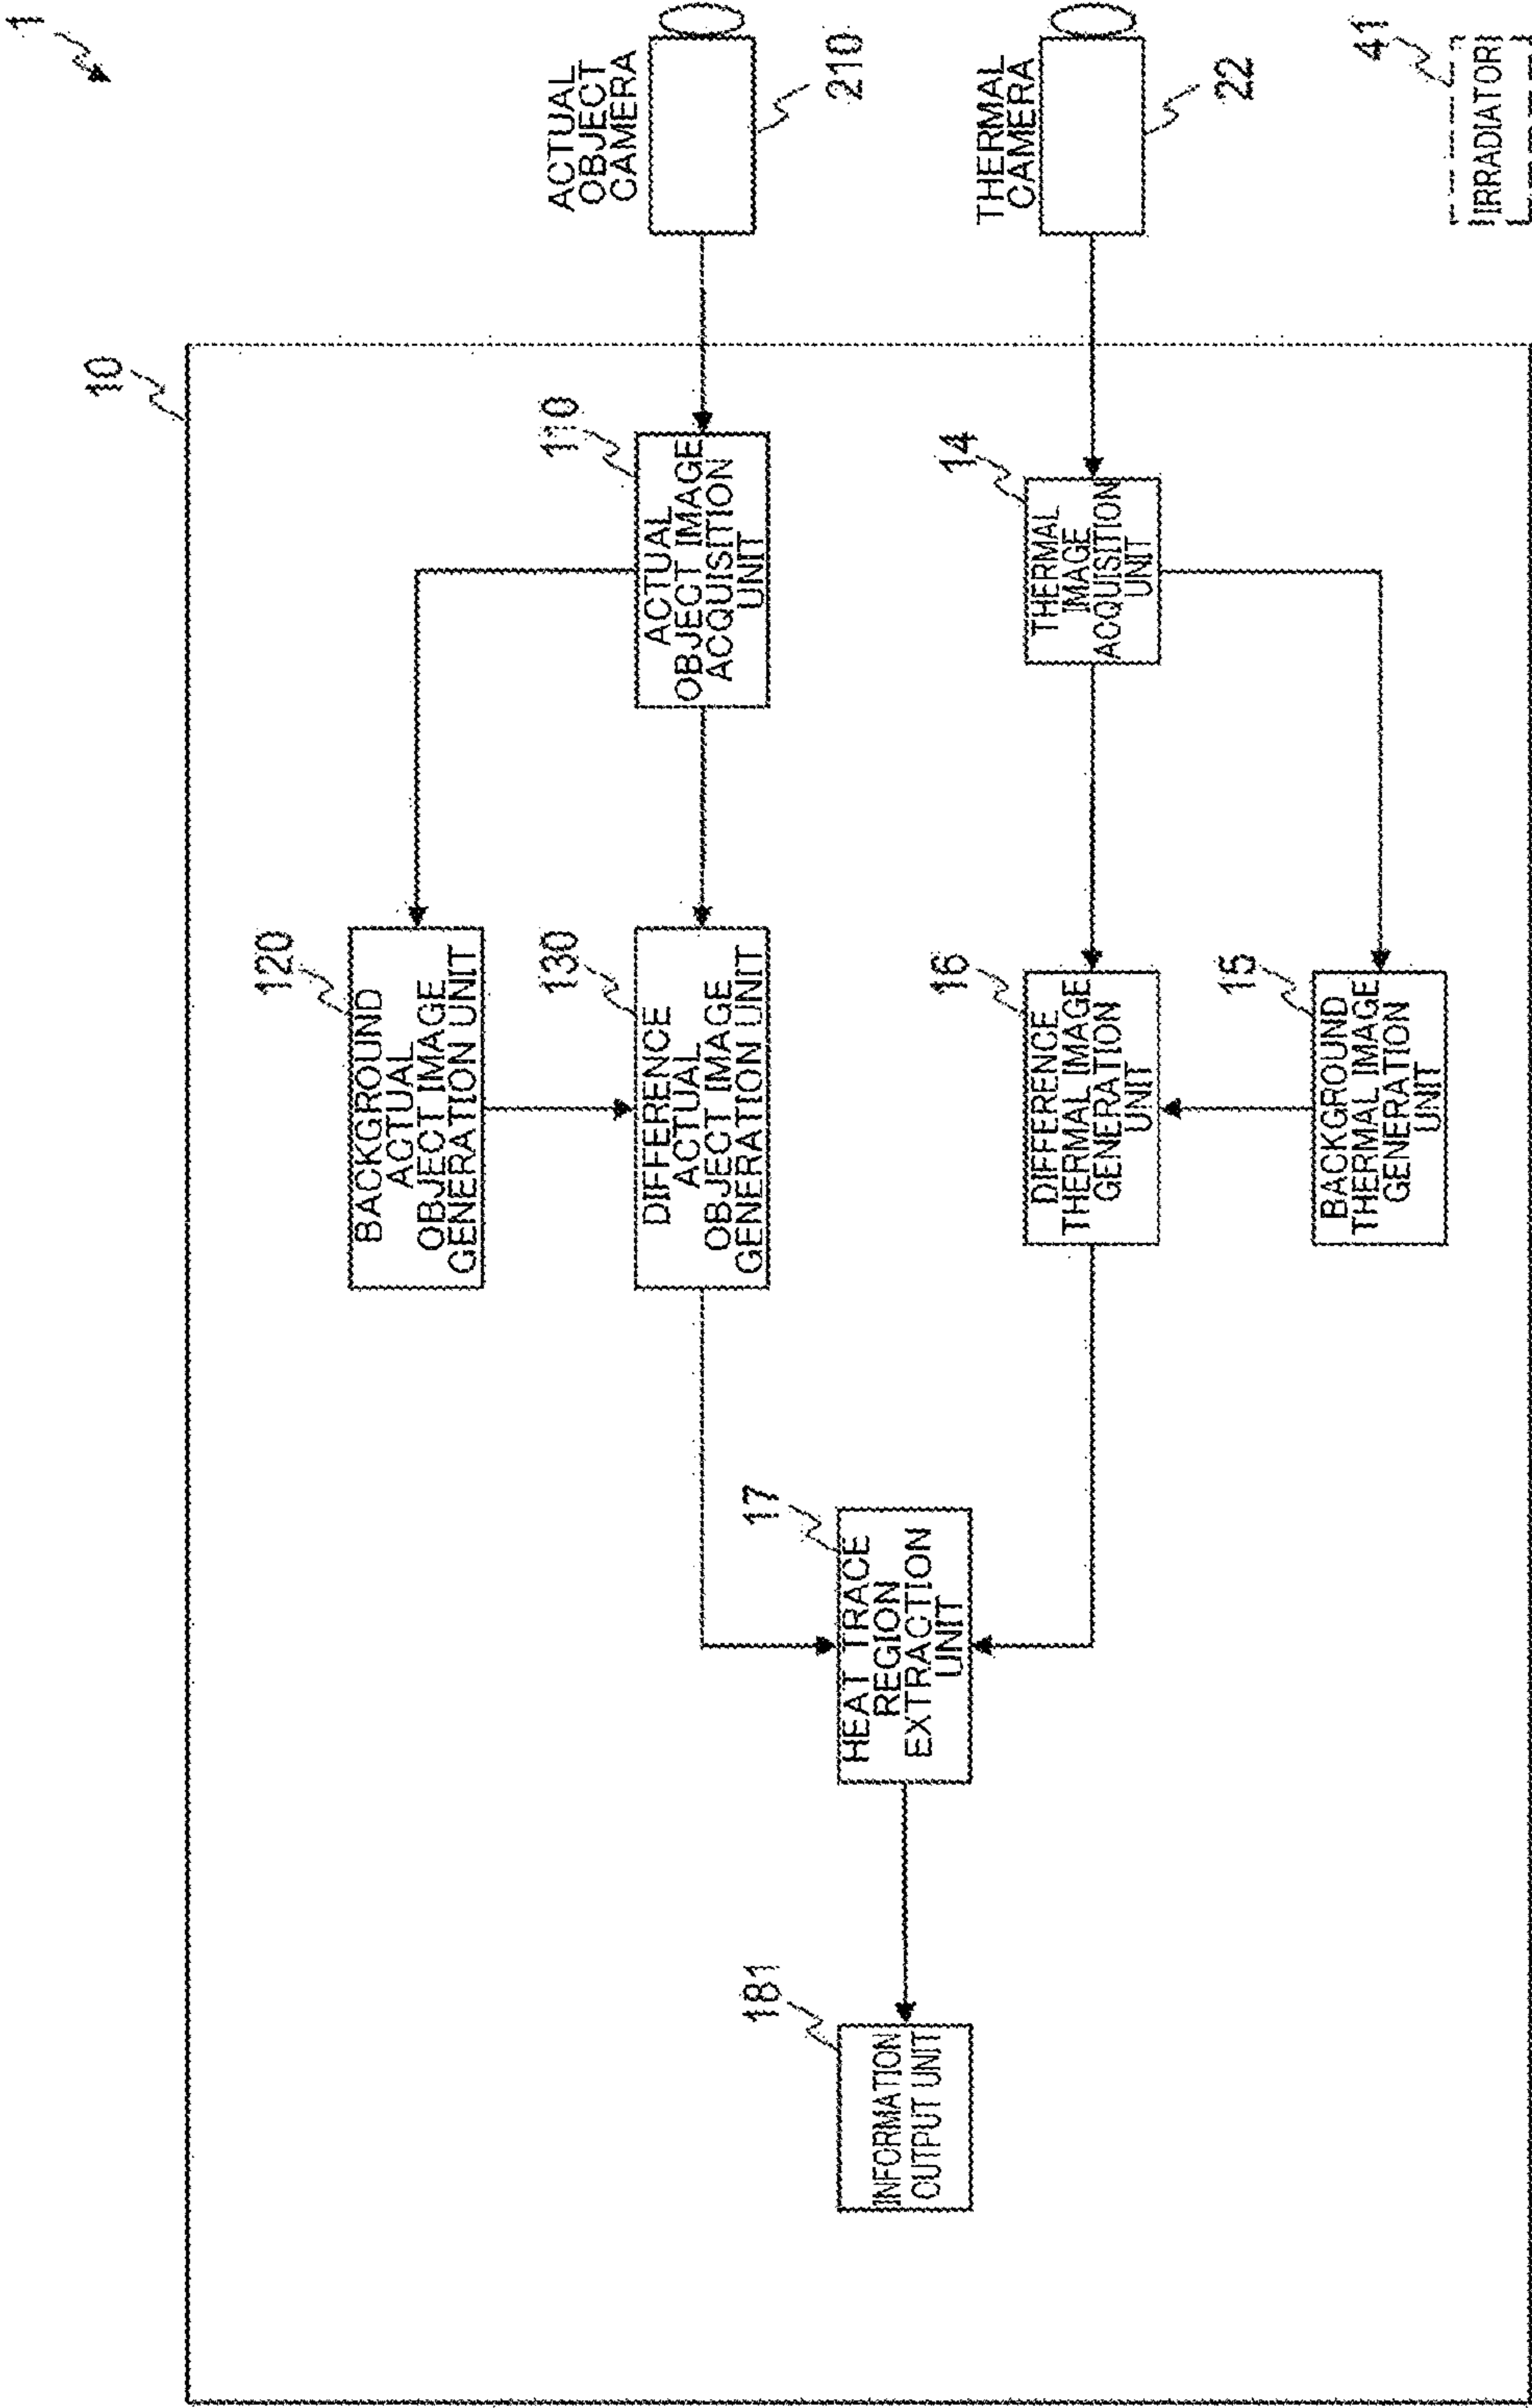 1
ACTUAL
OBJECT
CAMERA
210
THERMAL
CAMERA
22
41
IRRADIATOR
10
110
ACTUAL
OBJECT IMAGE
ACQUISITION
UNIT
14
THERMAL
IMAGE
ACQUISITION
UNIT
120
BACKGROUND
ACTUAL
OBJECT IMAGE
GENERATION UNIT
130
DIFFERENCE
ACTUAL
OBJECT IMAGE
GENERATION UNIT
16
DIFFERENCE
THERMAL IMAGE
GENERATION
UNIT
15
BACKGROUND
THERMAL IMAGE
GENERATION
UNIT
17
HEAT TRACE
REGION
EXTRACTION
UNIT
181
INFORMATION
OUTPUT UNIT